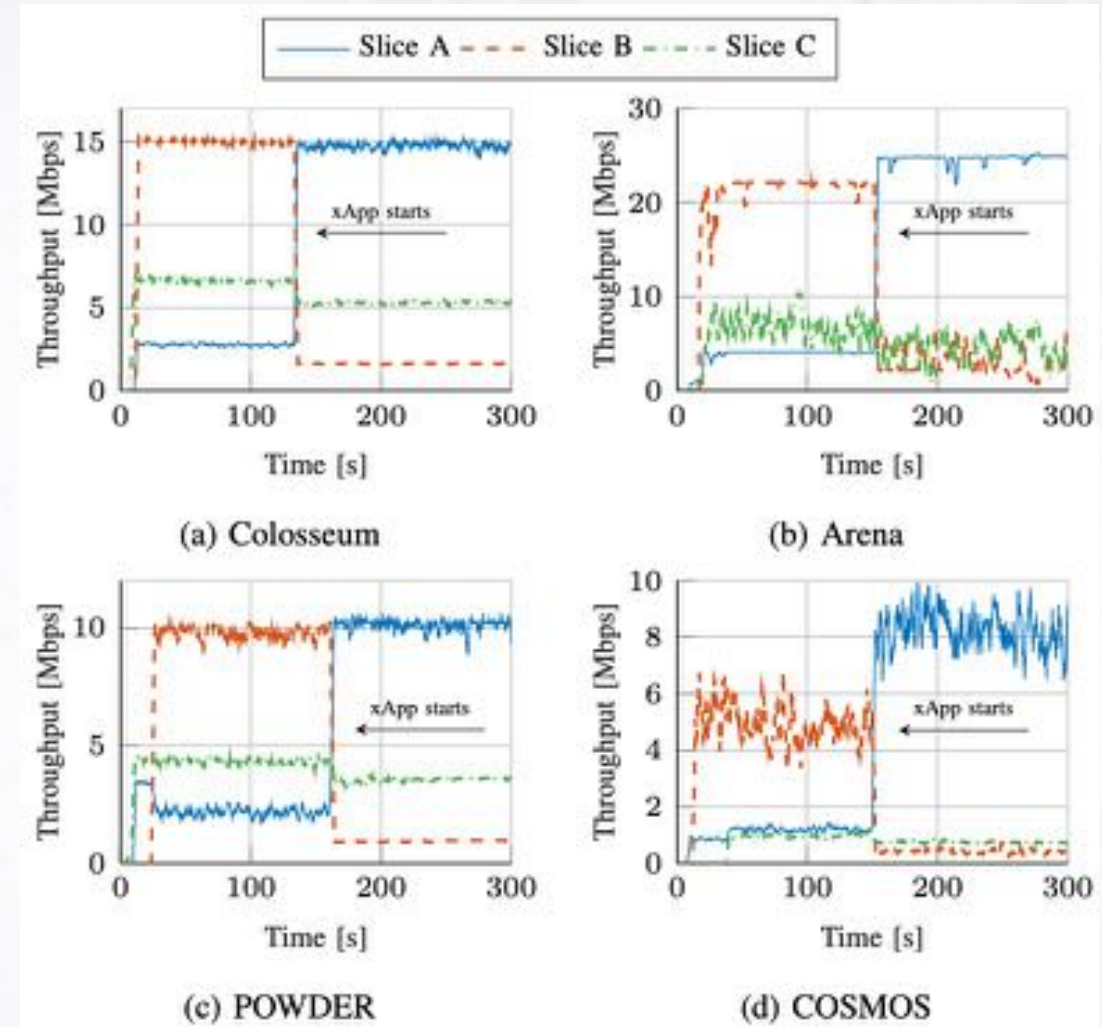 Slice A Slice B Slice C
Throughput [Mbps]
15
10
5
0
xApp starts
0 100 200 300
Time [s]
(a) Colosseum
Throughput [Mbps]
30
20
10
0
xApp starts
0 100 200 300
Time [s]
(b) Arena
Throughput [Mbps]
10
5
0
xApp starts
0 100 200 300
Time [s]
(c) POWDER
Throughput [Mbps]
10
8
6
4
2
0
xApp starts
0 100 200 300
Time [s]
(d) COSMOS